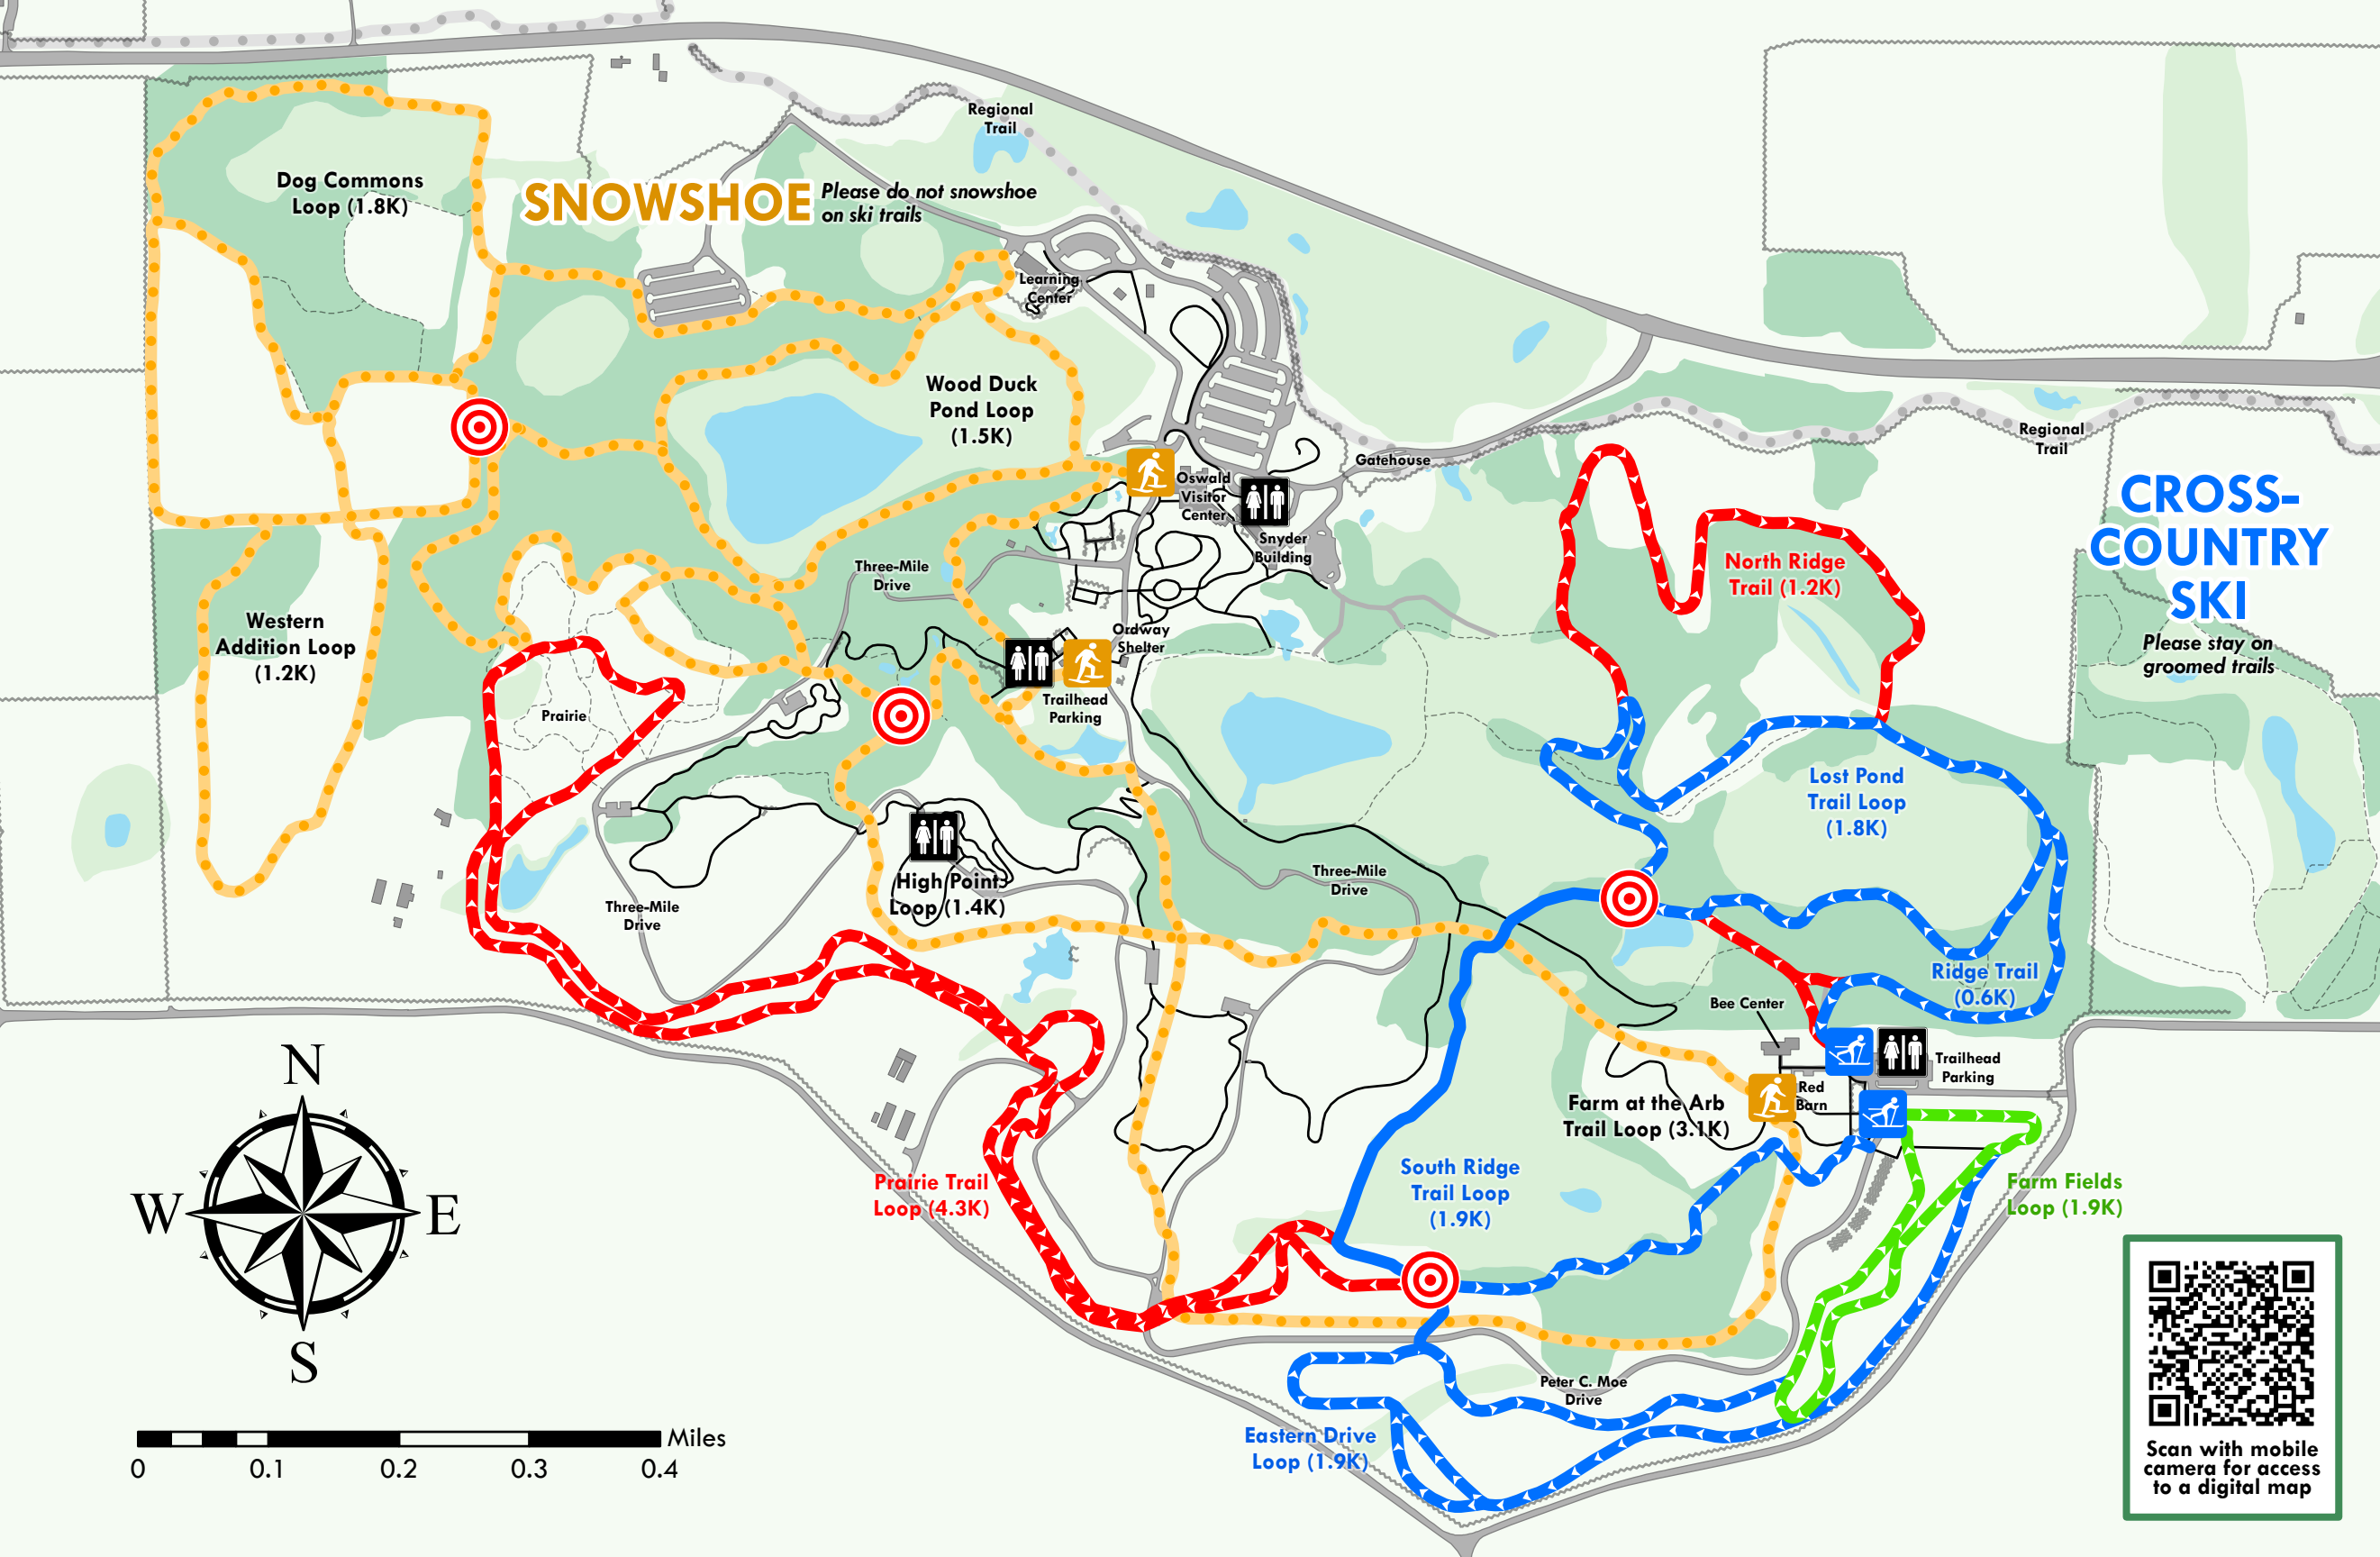 Regional
Trail
Dog Commons
Loop (1.8K)
SNOWSHOE
Please do not snowshoe
on ski trails
Learning
Center
Wood Duck
Pond Loop
(1.5K)
Regional
Trail
Gatehouse
Oswald
Visitor
Center
CROSS-
COUNTRY
SKI
Please stay on
groomed trails
Snyder
Building
North Ridge
Trail (1.2K)
Three-Mile
Drive
Western
Addition Loop
(1.2K)
Ordway
Shelter
Trailhead
Parking
Prairie
Lost Pond
Trail Loop
(1.8K)
High Point
Loop (1.4K)
Three-Mile
Drive
Three-Mile
Drive
Ridge Trail
(0.6K)
Bee Center
Trailhead
Parking
Red
Barn
Farm at the Arb
Trail Loop (3.1K)
N
W
E
S
Prairie Trail
Loop (4.3K)
South Ridge
Trail Loop
(1.9K)
Farm Fields
Loop (1.9K)
Peter C. Moe
Drive
Eastern Drive
Loop (1.9K)
Miles
0 0.1 0.2 0.3 0.4
Scan with mobile
camera for access
to a digital map